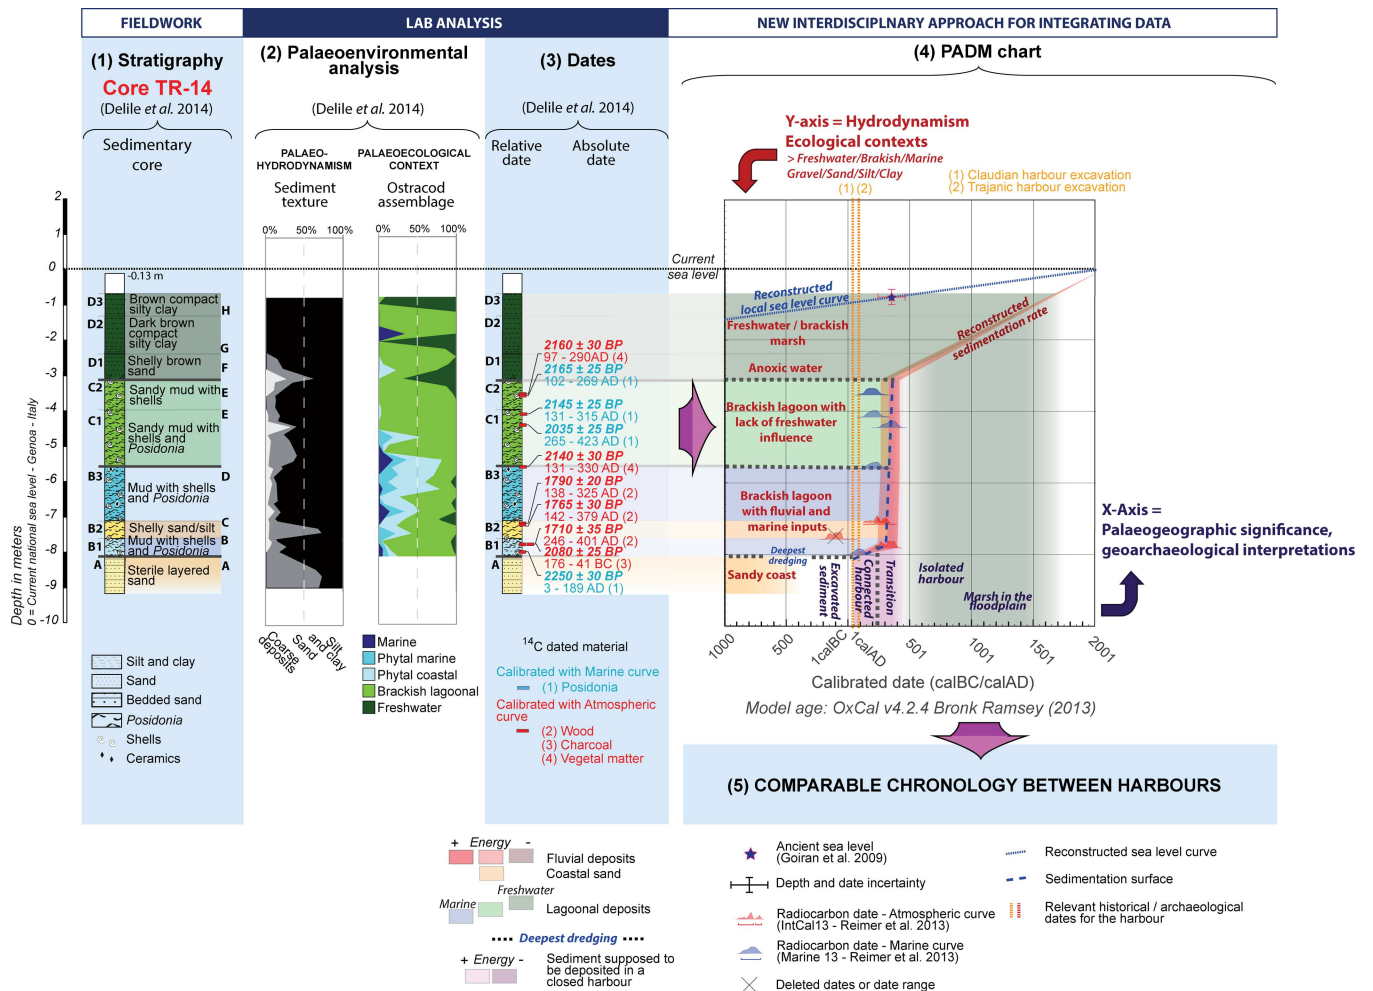 FIELDWORK
LAB ANALYSIS
NEW INTERDISCIPLNARY APPROACH FOR INTEGRATING DATA
(1) Stratigraphy
Core TR-14
(Delile et al. 2014)
Sedimentary
core
(2) Palaoenvironmental
analysis
(Delile et al. 2014)
PALAEO-
HYDRODYNAMISM
Sediment
texture
0% 50% 100%
PALAEOECOLOGICAL
CONTEXT
Ostracod
assemblage
0% 50% 100%
(3) Dates
(Delile et al. 2014)
Relative
date
Absolute
date
(4) PADM chart
Y-axis = Hydrodynamism
Ecological contexts
> Freshwater/Brakish/Marine
Gravel/Sand/Silt/Clay
(1) (2)
(1) Claudian harbour excavation
(2) Trajanic harbour excavation
Depth in meters
0 = Current national sea level - Genoa - Italy
2
1
0
-1
-2
-3
-4
-5
-6
-7
-8
-9
-10
-0.13 m
D3
D2
D1
C2
C1
B3
B2
B1
A
Brown compact
silty clay
Dark brown
compact
silty clay
Shelly brown
sand
Sandy mud with
shells
Sandy mud with
shells and
Posidonia
Mud with shells
and Posidonia
Shelly sand/silt
Mud with shells
and Posidonia
Sterile layered
sand
H
G
F
E
E
D
C
B
A
Coarse
deposits
Sand
Silt
and clay
Marine
Phytal marine
Phytal coastal
Brackish lagoonal
Freshwater
Silt and clay
Sand
Bedded sand
Posidonia
Shells
Ceramics
D3
D2
D1
C2
C1
B3
B2
B1
A
2160 ± 30 BP
97 - 290AD (4)
2165 ± 25 BP
102 - 269 AD (1)
2145 ± 25 BP
131 - 315 AD (1)
2035 ± 25 BP
265 - 423 AD (1)
2140 ± 30 BP
131 - 330 AD (4)
1790 ± 20 BP
138 - 325 AD (2)
1765 ± 30 BP
142 - 379 AD (2)
1710 ± 35 BP
246 - 401 AD (2)
2080 ± 25 BP
176 - 41 BC (3)
2250 ± 30 BP
3 - 189 AD (1)
14C dated material
Calibrated with Marine curve
(1) Posidonia
Calibrated with Atmospheric
curve
(2) Wood
(3) Charcoal
(4) Vegetal matter
Current
sea level
Reconstructed
local sea level curve
Reconstructed
sedimentation rate
Freshwater / brackish
marsh
Anoxic water
Brackish lagoon with
lack of freshwater
influence
Brackish lagoon
with fluvial and
marine inputs
Deepest
dredging
Sandy coast
Excavated
sediment
Connected
harbour
Transition
Isolated
harbour
Marsh in the
floodplain
1000
500
1calBC
1calAD
501
1001
1501
2001
Calibrated date (calBC/calAD)
Model age: OxCal v4.2.4 Bronk Ramsey (2013)
X-Axis =
Palaeogeographic significance,
geoarchaeological interpretations
(5) COMPARABLE CHRONOLOGY BETWEEN HARBOURS
+ Energy -
Fluvial deposits
Coastal sand
Freshwater
Marine
Lagoonal deposits
Deepest dredging
+ Energy -
Sediment supposed to
be deposited in a
closed harbour
Ancient sea level
(Goiran et al. 2009)
Depth and date incertainty
Radiocarbon date - Atmospheric curve
(IntCal13 - Reimer et al. 2013)
Radiocarbon date - Marine curve
(Marine 13 - Reimer et al. 2013)
Deleted dates or date range
Reconstructed sea level curve
Sedimentation surface
Relevant historical / archaeological
dates for the harbour